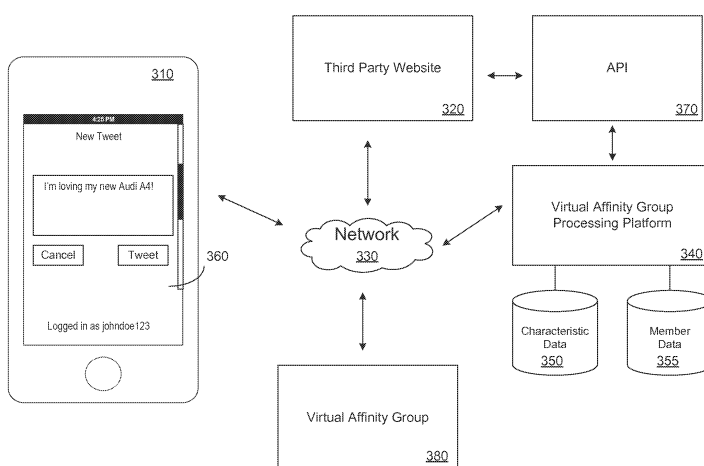 310
4:25 PM
New Tweet
I'm loving my new Audi A4!
Cancel
Tweet
360
Logged in as johndoe123
Third Party Website
320
API
370
Network
330
Virtual Affinity Group
Processing Platform
340
Characteristic
Data
350
Member
Data
355
Virtual Affinity Group
380